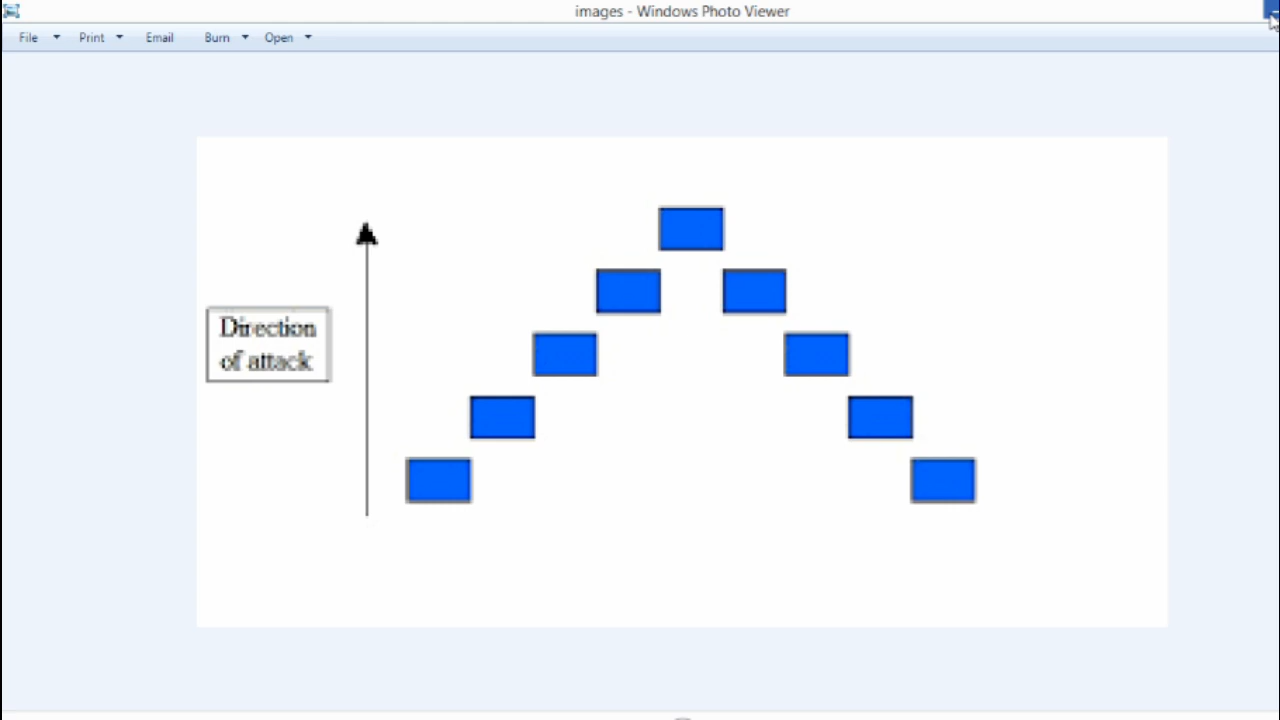 images - Windows Photo Viewer
File Print Email Burn Open
Direction
of attack